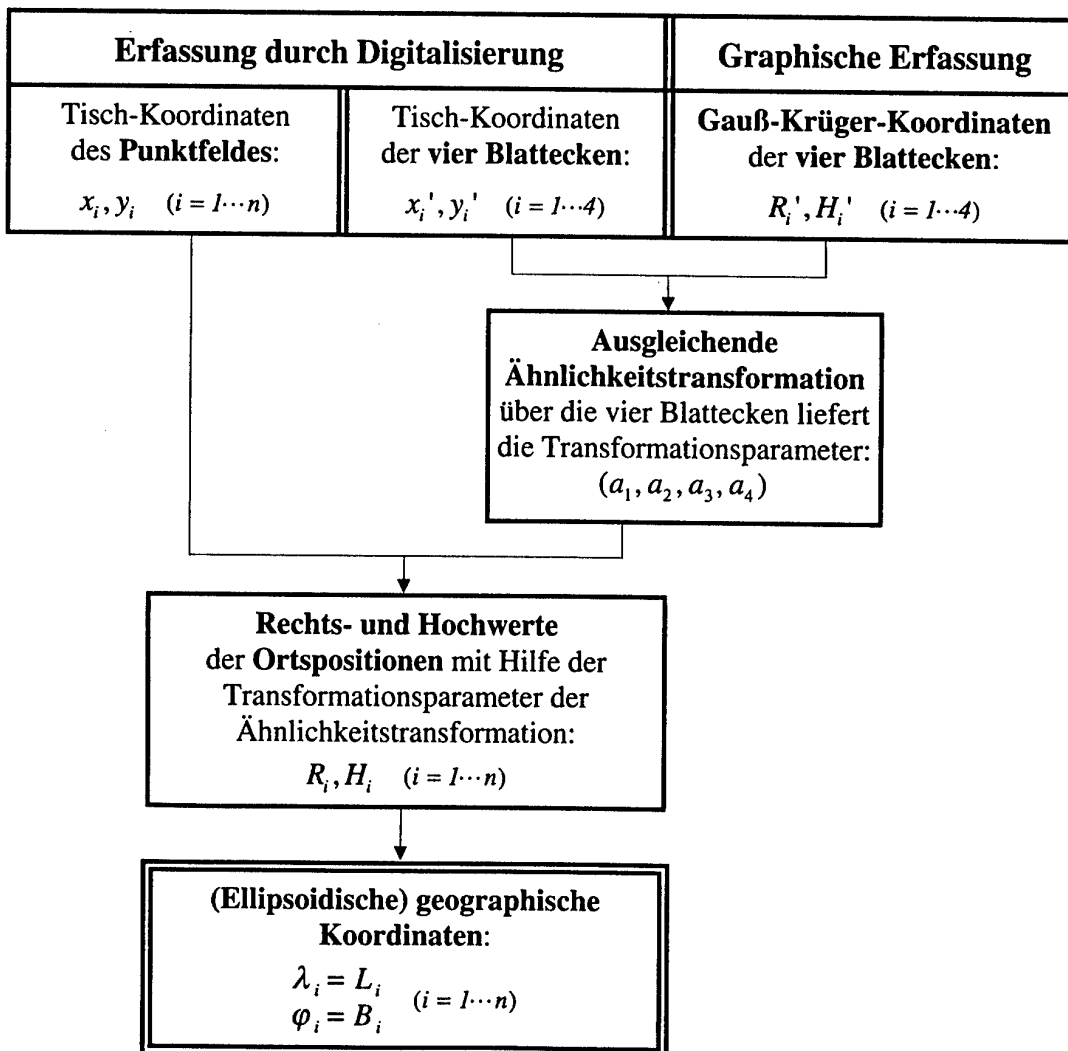 Erfassung durch Digitalisierung
Graphische Erfassung
Tisch-Koordinaten
des Punktfeldes:
x_i, y_i (i = 1···n)
Tisch-Koordinaten
der vier Blattecken:
x_i', y_i' (i = 1···4)
Gauß-Krüger-Koordinaten
der vier Blattecken:
R_i', H_i' (i = 1···4)
Ausgleichende
Ähnlichkeitstransformation
über die vier Blattecken liefert
die Transformationsparameter:
(a_1, a_2, a_3, a_4)
Rechts- und Hochwerte
der Ortspositionen mit Hilfe der
Transformationsparameter der
Ähnlichkeitstransformation:
R_i, H_i (i = 1···n)
(Ellipsoidische) geographische
Koordinaten:
λ_i = L_i
φ_i = B_i (i = 1···n)